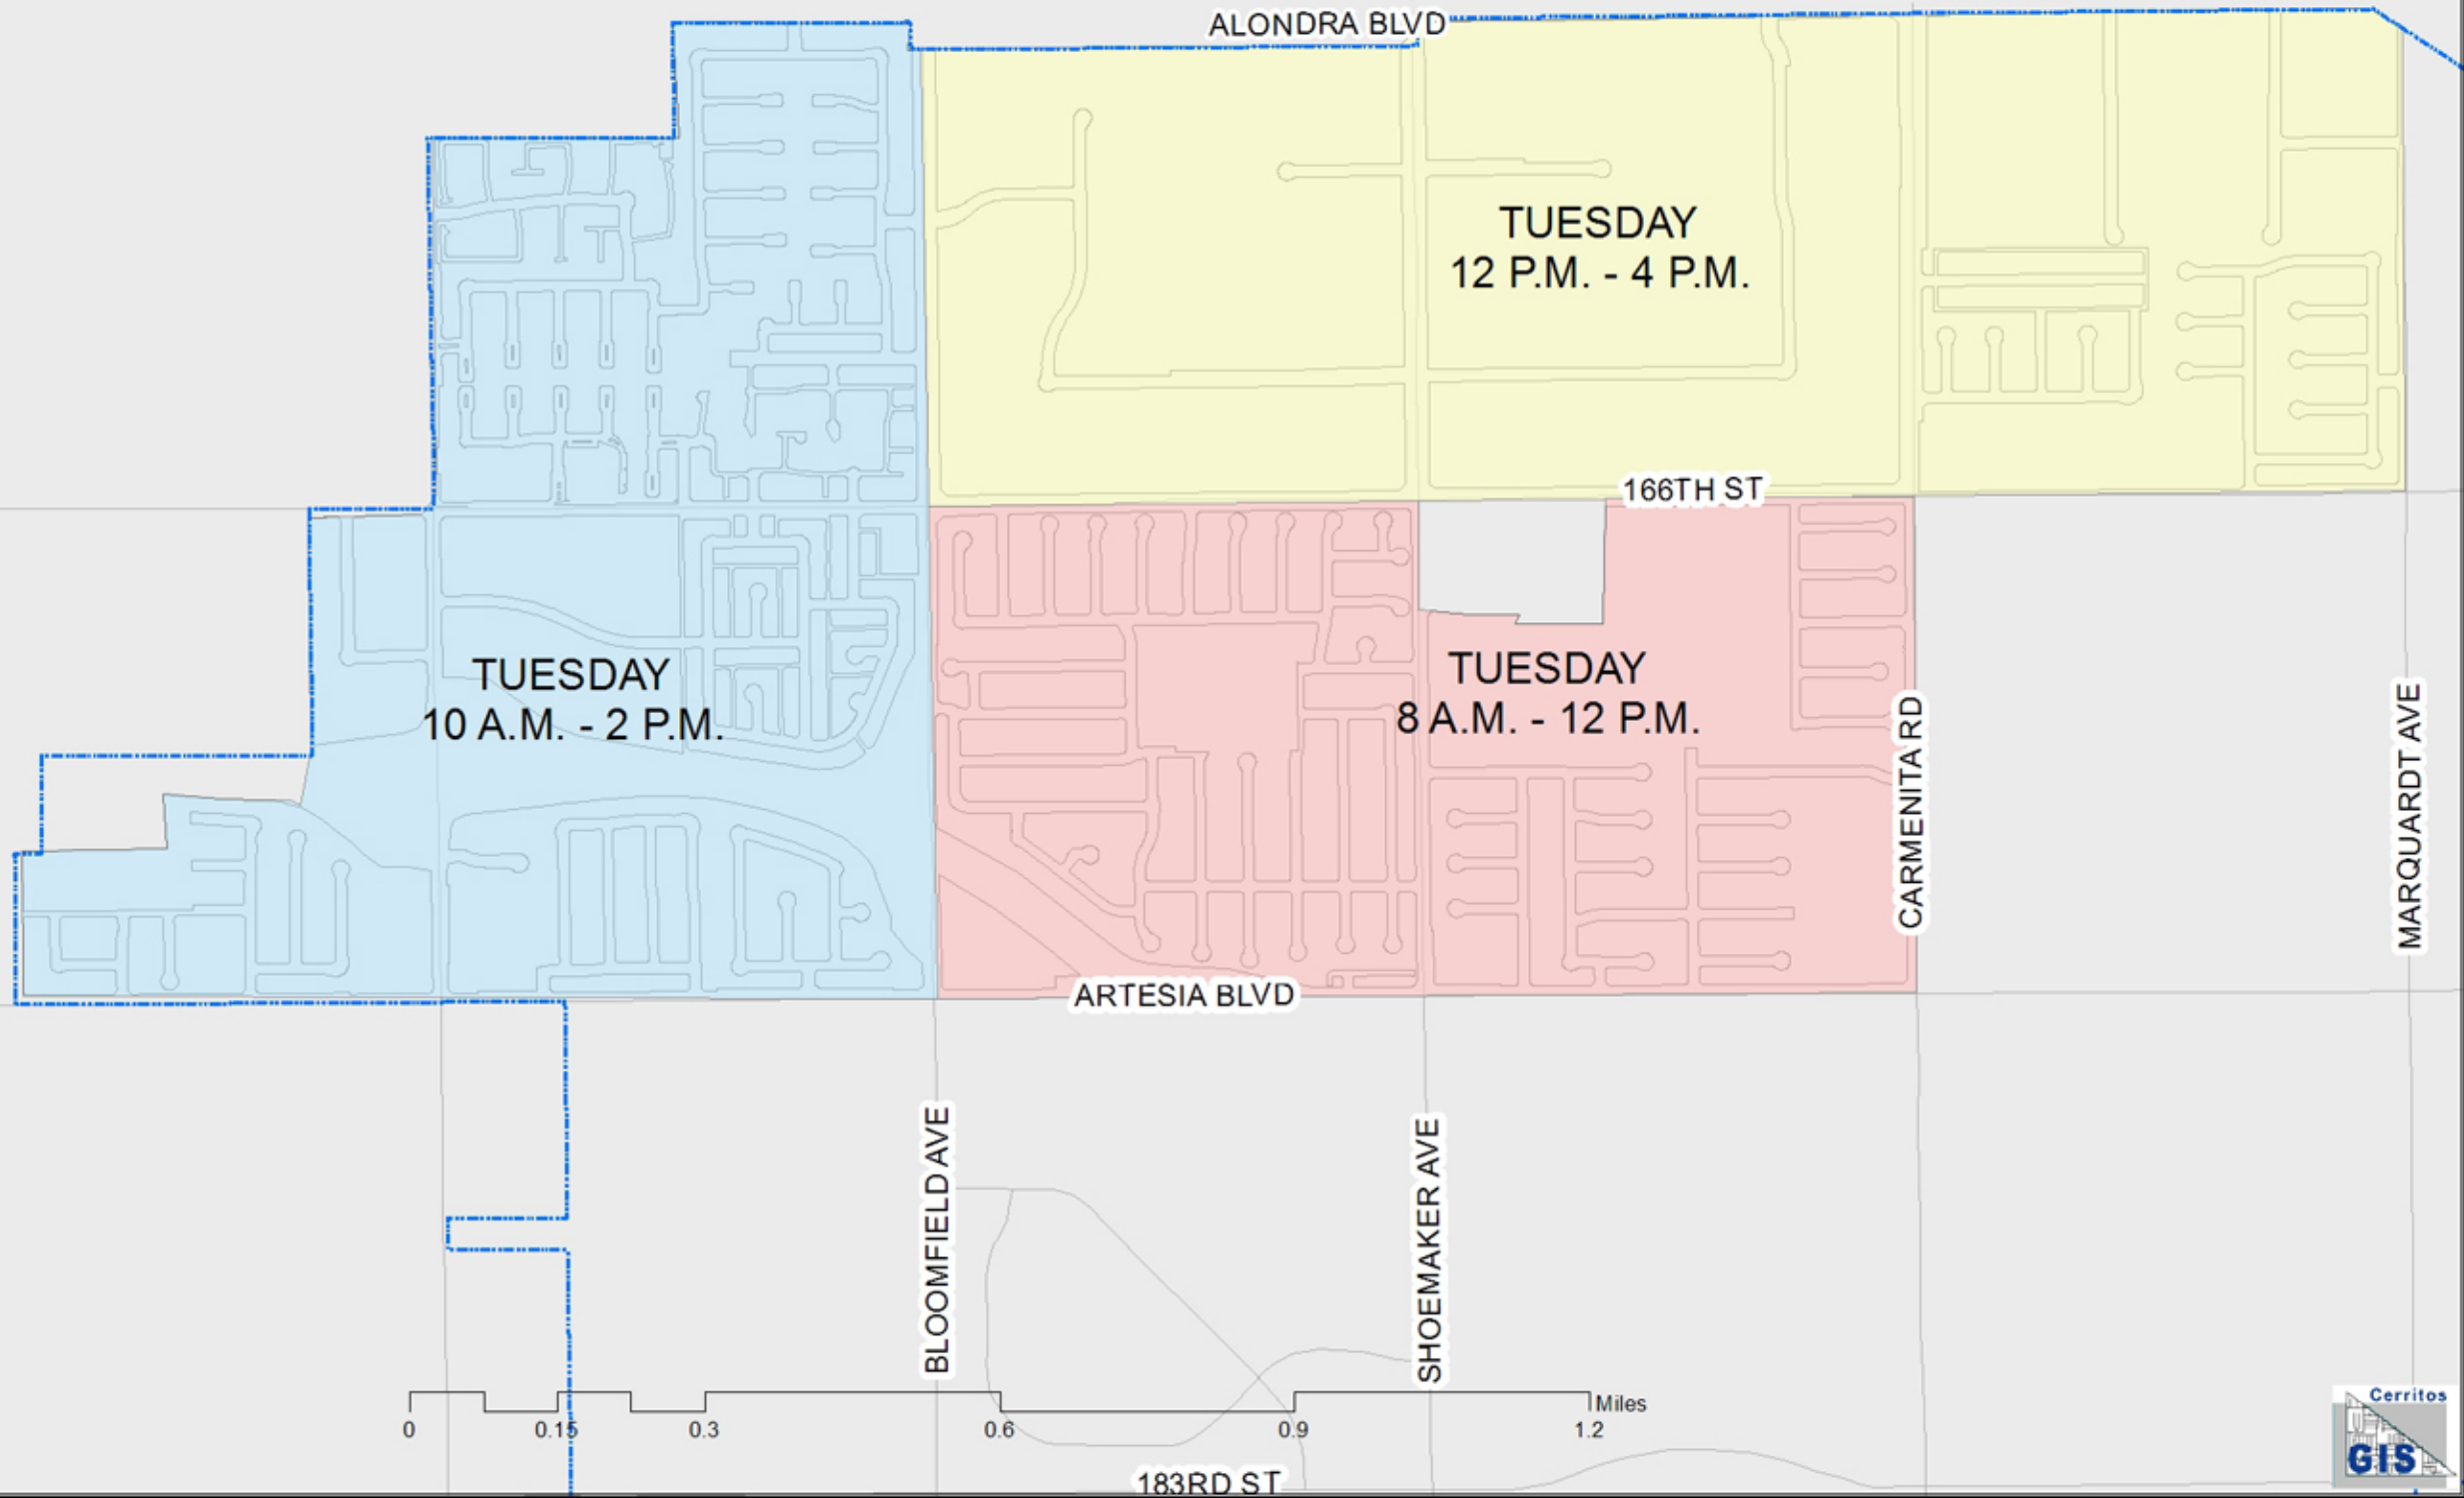 ALONDRA BLVD
TUESDAY
12 P.M. - 4 P.M.
166TH ST
TUESDAY
10 A.M. - 2 P.M.
TUESDAY
8 A.M. - 12 P.M.
CARMENITA RD
MARQUARDT AVE
ARTESIA BLVD
BLOOMFIELD AVE
SHOEMAKER AVE
Miles
0 0.15 0.3 0.6 0.9 1.2
183RD ST
Cerritos
GIS